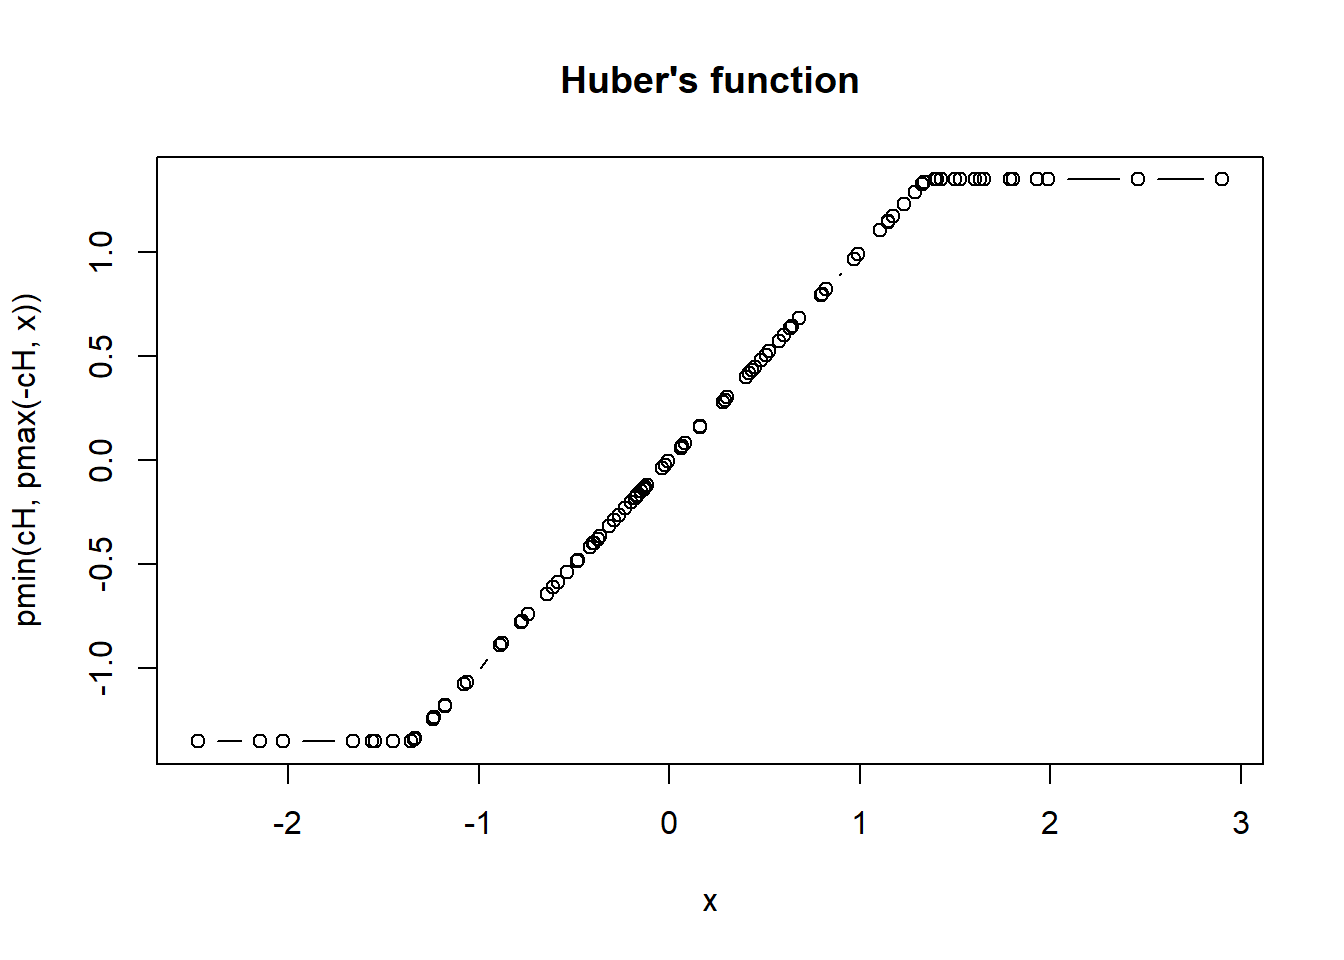 Huber's function
pmin(cH, pmax(-cH, x))
1.0
0.5
0.0
-0.5
-1.0
-2 -1 0 1 2 3
x